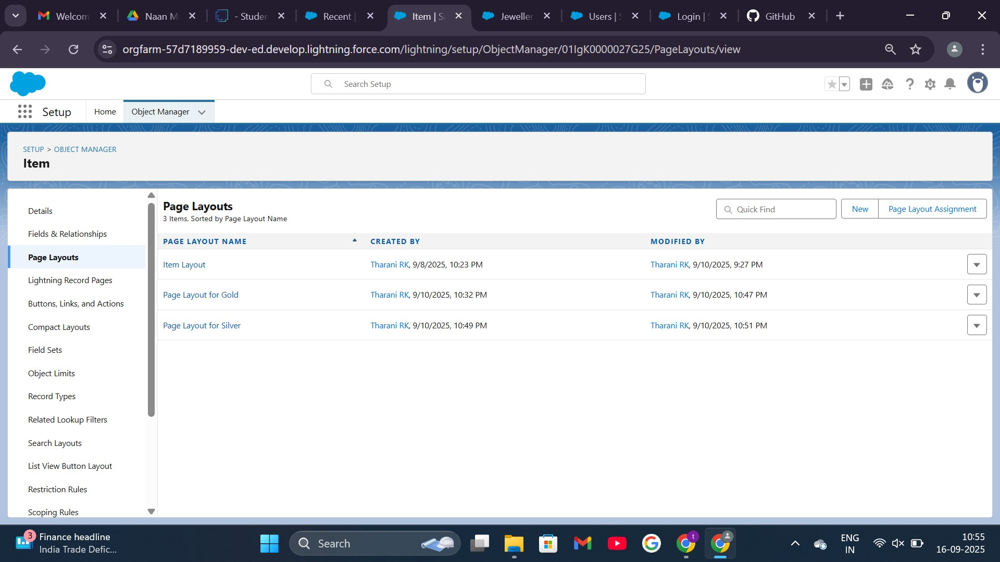 Welcom
Naan M
- Studer
Recent |
Item | Sa
Jeweller
Users | S
Login | S
GitHub
orgfarm-57d7189959-dev-ed.develop.lightning.force.com/lightning/setup/ObjectManager/01IgK0000027G25/PageLayouts/view
Search Setup
Setup
Home
Object Manager
SETUP > OBJECT MANAGER
Item
Details
Fields & Relationships
Page Layouts
Lightning Record Pages
Buttons, Links, and Actions
Compact Layouts
Field Sets
Object Limits
Record Types
Related Lookup Filters
Search Layouts
List View Button Layout
Restriction Rules
Scoping Rules
Page Layouts
3 Items, Sorted by Page Layout Name
Quick Find
New
Page Layout Assignment
PAGE LAYOUT NAME CREATED BY MODIFIED BY
Item Layout Tharani RK, 9/8/2025, 10:23 PM Tharani RK, 9/10/2025, 9:27 PM
Page Layout for Gold Tharani RK, 9/10/2025, 10:32 PM Tharani RK, 9/10/2025, 10:47 PM
Page Layout for Silver Tharani RK, 9/10/2025, 10:49 PM Tharani RK, 9/10/2025, 10:51 PM
3
Finance headline
India Trade Defic...
Search
t
ENG
IN
10:55
16-09-2025